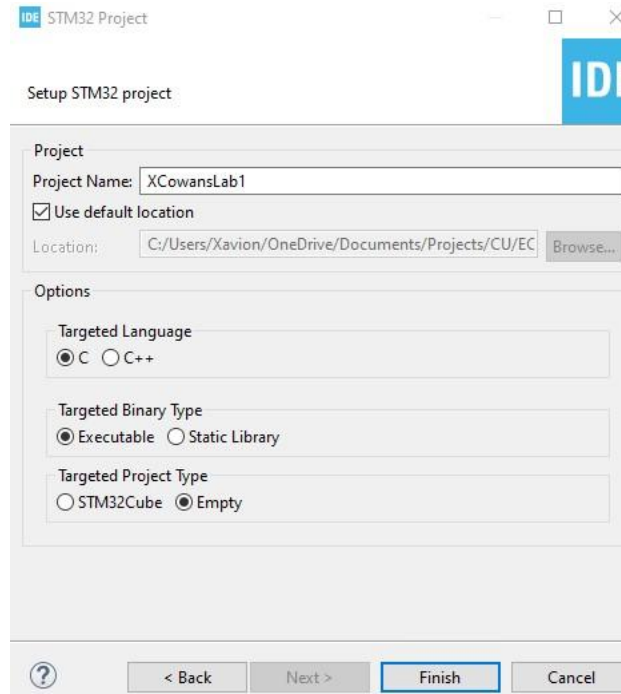 IDE STM32 Project
Setup STM32 project
IDE
Project
Project Name: XCowansLab1
Use default location
Location: C:/Users/Xavion/OneDrive/Documents/Projects/CU/EC Browse...
Options
Targeted Language
C C++
Targeted Binary Type
Executable Static Library
Targeted Project Type
STM32Cube Empty
? < Back Next > Finish Cancel